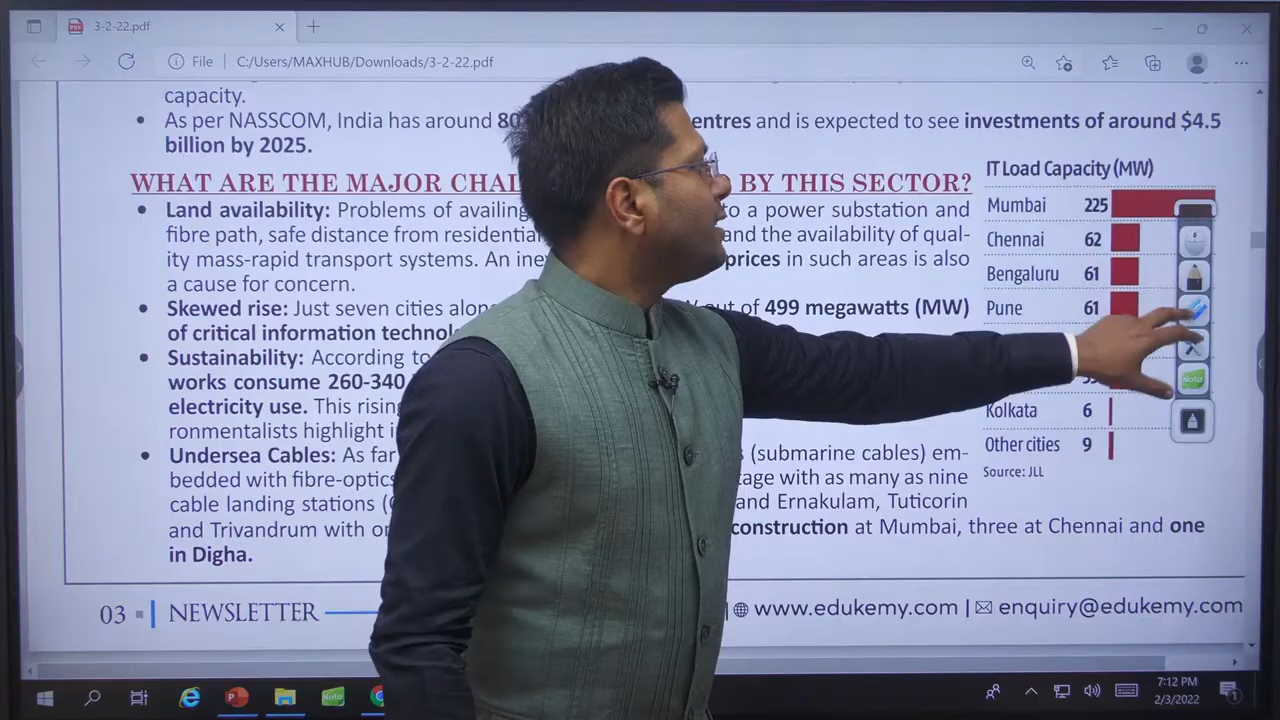 3-2-22.pdf
File | C:/Users/MAXHUB/Downloads/3-2-22.pdf
capacity.
• As per NASSCOM, India has around 80 entres and is expected to see investments of around $4.5
billion by 2025.
WHAT ARE THE MAJOR CHAL BY THIS SECTOR?
• Land availability: Problems of availing to a power substation and
fibre path, safe distance from residential and the availability of qual-
ity mass-rapid transport systems. An ine prices in such areas is also
a cause for concern.
• Skewed rise: Just seven cities alone out of 499 megawatts (MW)
of critical information technol
• Sustainability: According to
works consume 260-340
electricity use. This rising
ronmentalists highlight i
• Undersea Cables: As far (submarine cables) em-
bedded with fibre-optics tage with as many as nine
cable landing stations ( and Ernakulam, Tuticorin
and Trivandrum with on construction at Mumbai, three at Chennai and one
in Digha.
IT Load Capacity (MW)
Mumbai 225
Chennai 62
Bengaluru 61
Pune 61
Kolkata 6
Other cities 9
Source: JLL
Note
03 NEWSLETTER | www.edukemy.com | enquiry@edukemy.com
Note
7:12 PM
2/3/2022
1